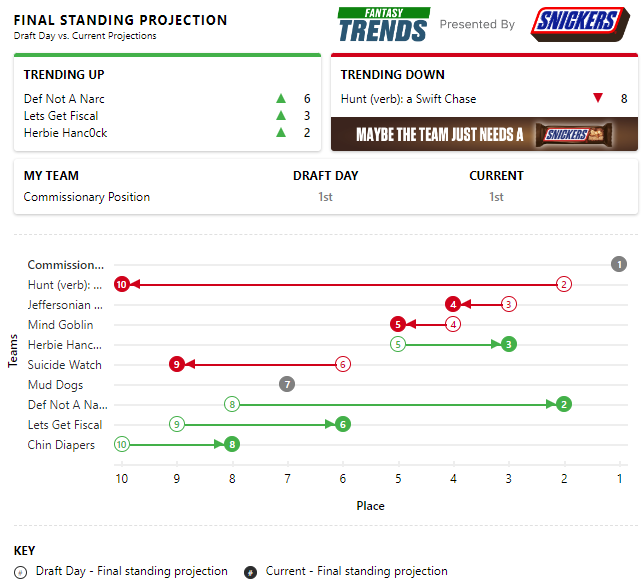 FINAL STANDING PROJECTION
Draft Day vs. Current Projections
FANTASY
TRENDS
Presented By
SNICKERS
TRENDING UP
Def Not A Narc 6
Lets Get Fiscal 3
Herbie Hanc0ck 2
TRENDING DOWN
Hunt (verb): a Swift Chase 8
MAYBE THE TEAM JUST NEEDS A SNICKERS
MY TEAM DRAFT DAY CURRENT
Commissionary Position 1st 1st
Teams
Commission... 1
Hunt (verb): ... 10 2
Jeffersonian ... 4 3
Mind Goblin 5 4
Herbie Hanc... 5 3
Suicide Watch 9 6
Mud Dogs 7
Def Not A Na... 8 2
Lets Get Fiscal 9 6
Chin Diapers 10 8
10 9 8 7 6 5 4 3 2 1
Place
KEY
# Draft Day - Final standing projection # Current - Final standing projection